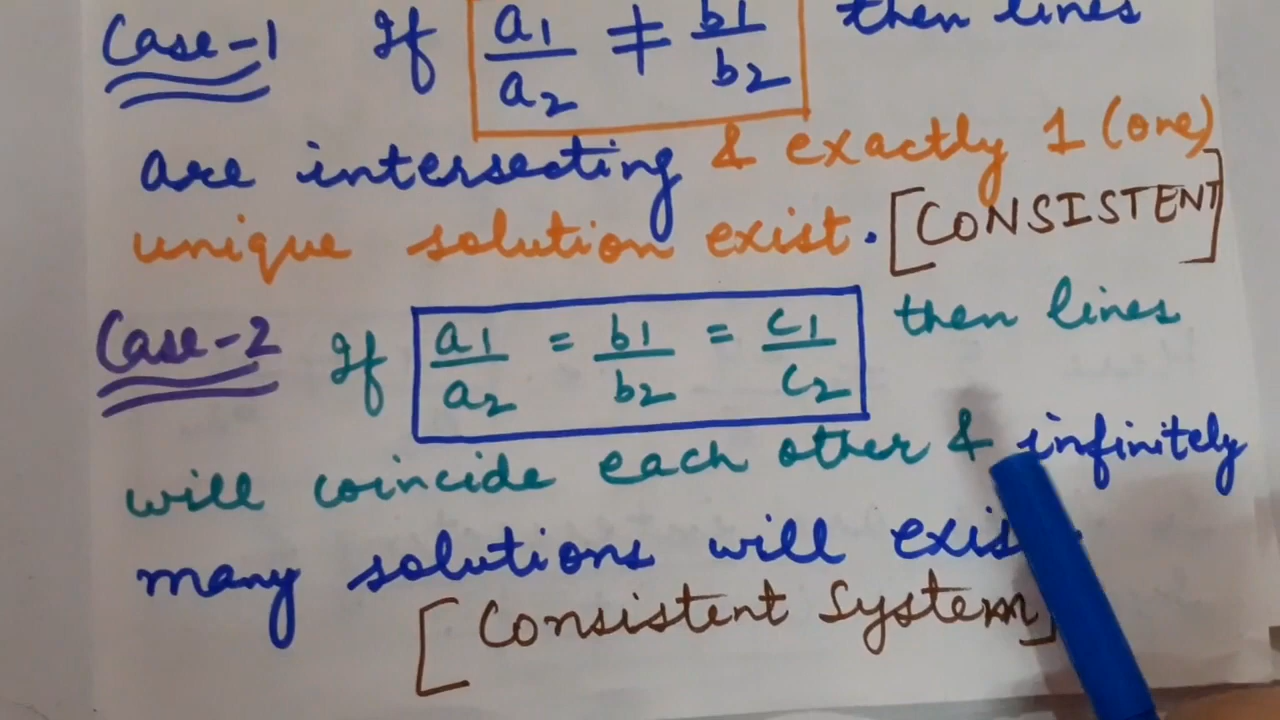 Case-1 If a1/a2 ≠ b1/b2 then lines
are intersecting & exactly 1 (one)
unique solution exist. [CONSISTENT]
Case-2 If a1/a2 = b1/b2 = c1/c2 then lines
will coincide each other & infinitely
many solutions will exis
[Consistent System]